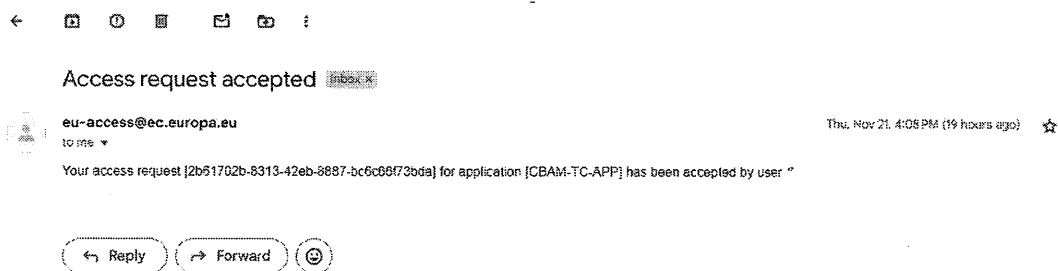 Access request accepted Inbox ×
eu-access@ec.europa.eu
Thu, Nov 21, 4:05 PM (19 hours ago)
to me
Your access request [2b61702b-8313-42eb-8887-bc6c66f73bda] for application [CBAM-TC-APP] has been accepted by user "
Reply
Forward